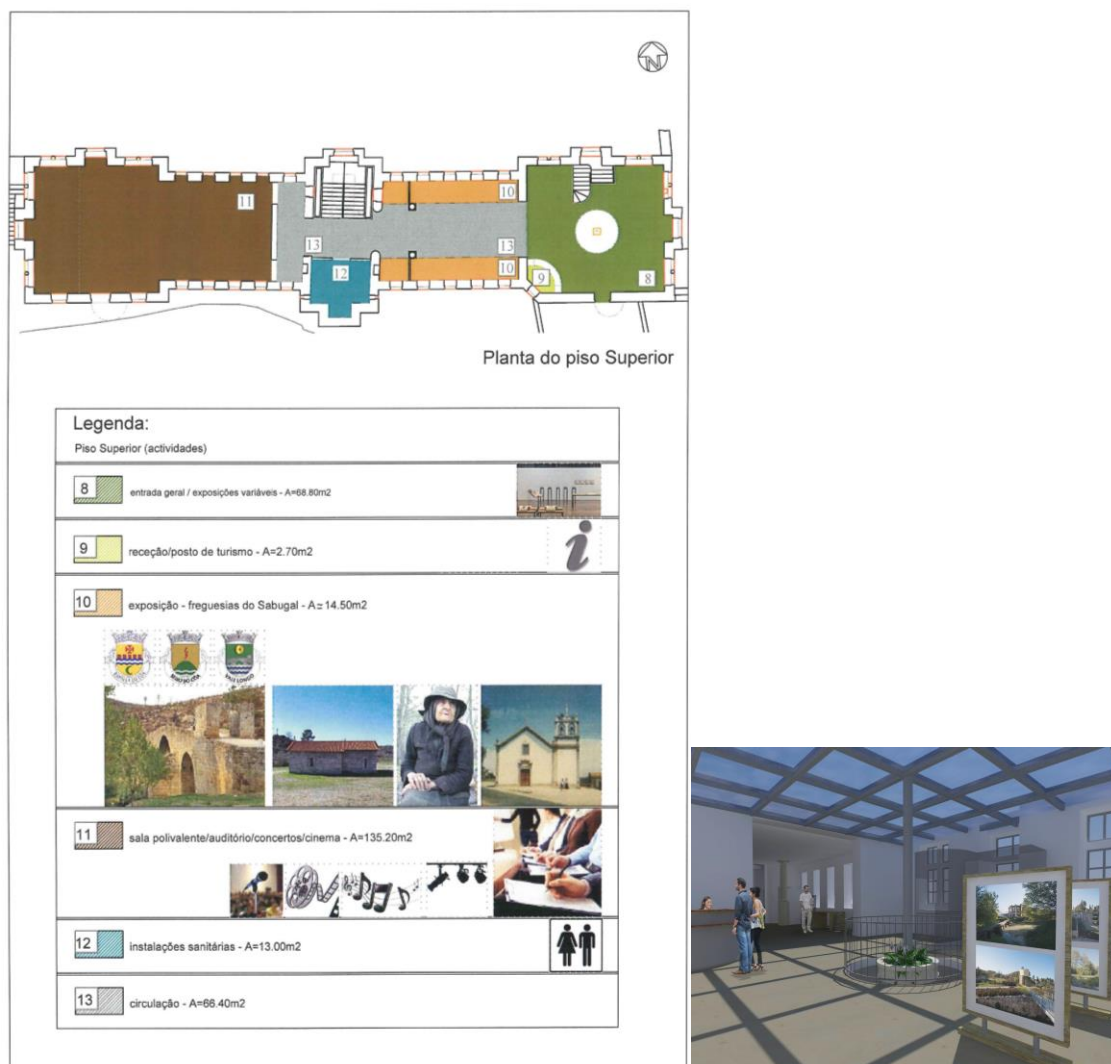 N
11
10
13
13
12
10
9
8
Planta do piso Superior
Legenda:
Piso Superior (actividades)
8 entrada geral / exposições variáveis - A=68.80m2
9 receção/posto de turismo - A=2.70m2
i
10 exposição - freguesias do Sabugal - A≃14.50m2
VALE LONGO
11 sala polivalente/auditório/concertos/cinema - A=135.20m2
12 instalações sanitárias - A=13.00m2
13 circulação - A=66.40m2